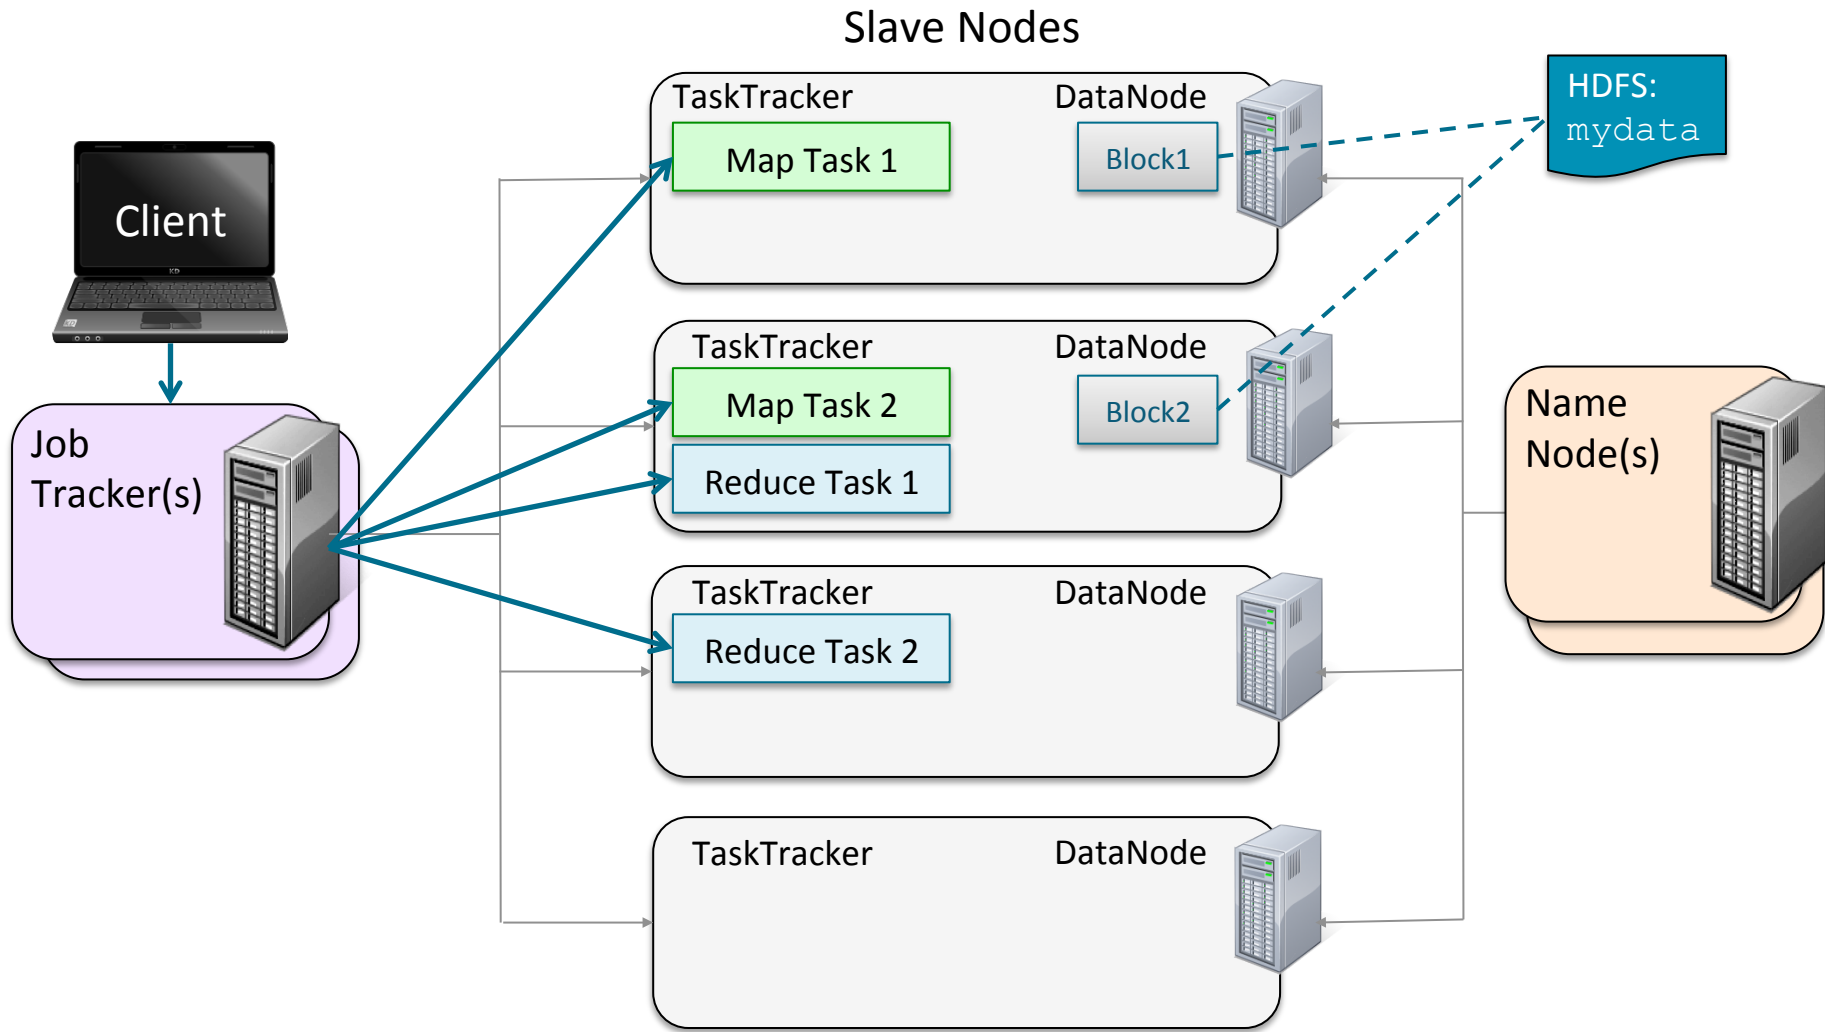 Slave Nodes
TaskTracker
DataNode
HDFS:
mydata
Map Task 1
Block1
Client
TaskTracker
DataNode
Map Task 2
Block2
Reduce Task 1
Job
Tracker(s)
Name
Node(s)
TaskTracker
DataNode
Reduce Task 2
TaskTracker
DataNode